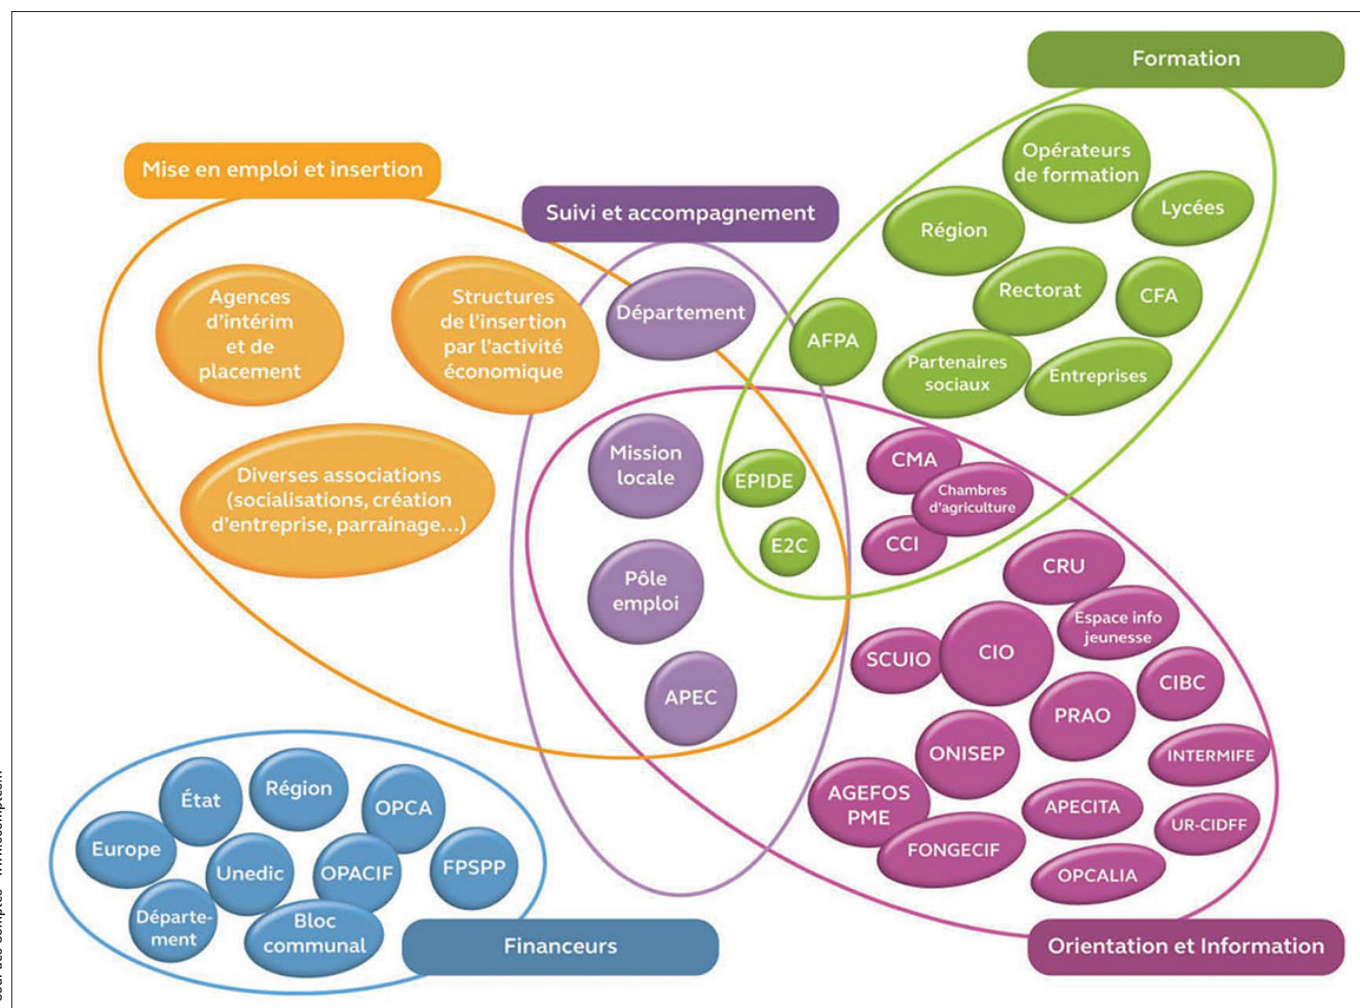 Formation
Opérateurs
de formation
Lycées
Région
Rectorat
CFA
AFPA
Partenaires
sociaux
Entreprises
Mise en emploi et insertion
Suivi et accompagnement
Agences
d'intérim
et de
placement
Structures
de l'insertion
par l'activité
économique
Département
Diverses associations
(socialisations, création
d'entreprise, parrainage...)
Mission
locale
EPIDE
E2C
Pôle
emploi
APEC
CMA
Chambres
d'agriculture
CCI
CRU
Espace info
jeunesse
SCUIO
CIO
CIBC
PRAO
ONISEP
INTERMIFE
AGEFOS
PME
APECITA
UR-CIDFF
FONGECIF
OPCALIA
Orientation et Information
État
Région
OPCA
Europe
Unedic
OPACIF
FPSPP
Départe-
ment
Bloc
communal
Financeurs